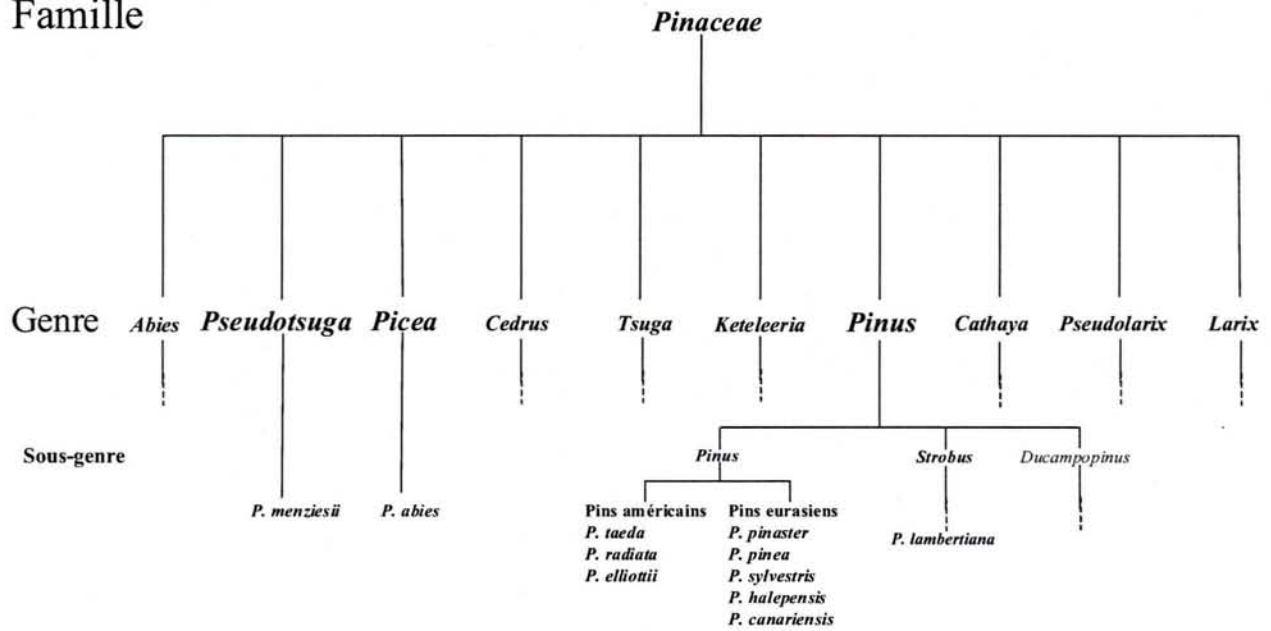 Famille
Pinaceae
Genre Abies Pseudotsuga Picea Cedrus Tsuga Keteleeria Pinus Cathaya Pseudolarix Larix
Sous-genre Pinus Strobus Ducampopinus
P. menziesii P. abies
Pins américains
P. taeda
P. radiata
P. elliottii
Pins eurasiens
P. pinaster
P. pinea
P. sylvestris
P. halepensis
P. canariensis
P. lambertiana